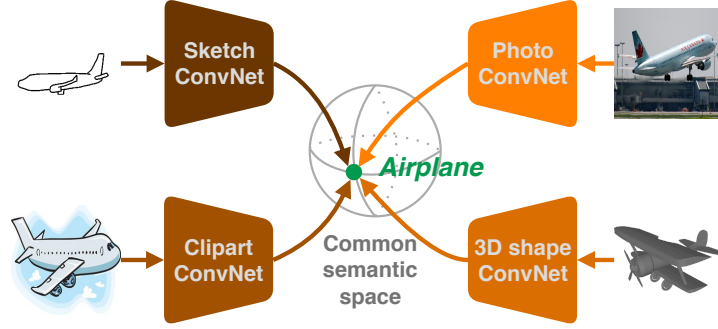 Sketch
ConvNet
Photo
ConvNet
Airplane
Clipart
ConvNet
Common
semantic
space
3D shape
ConvNet